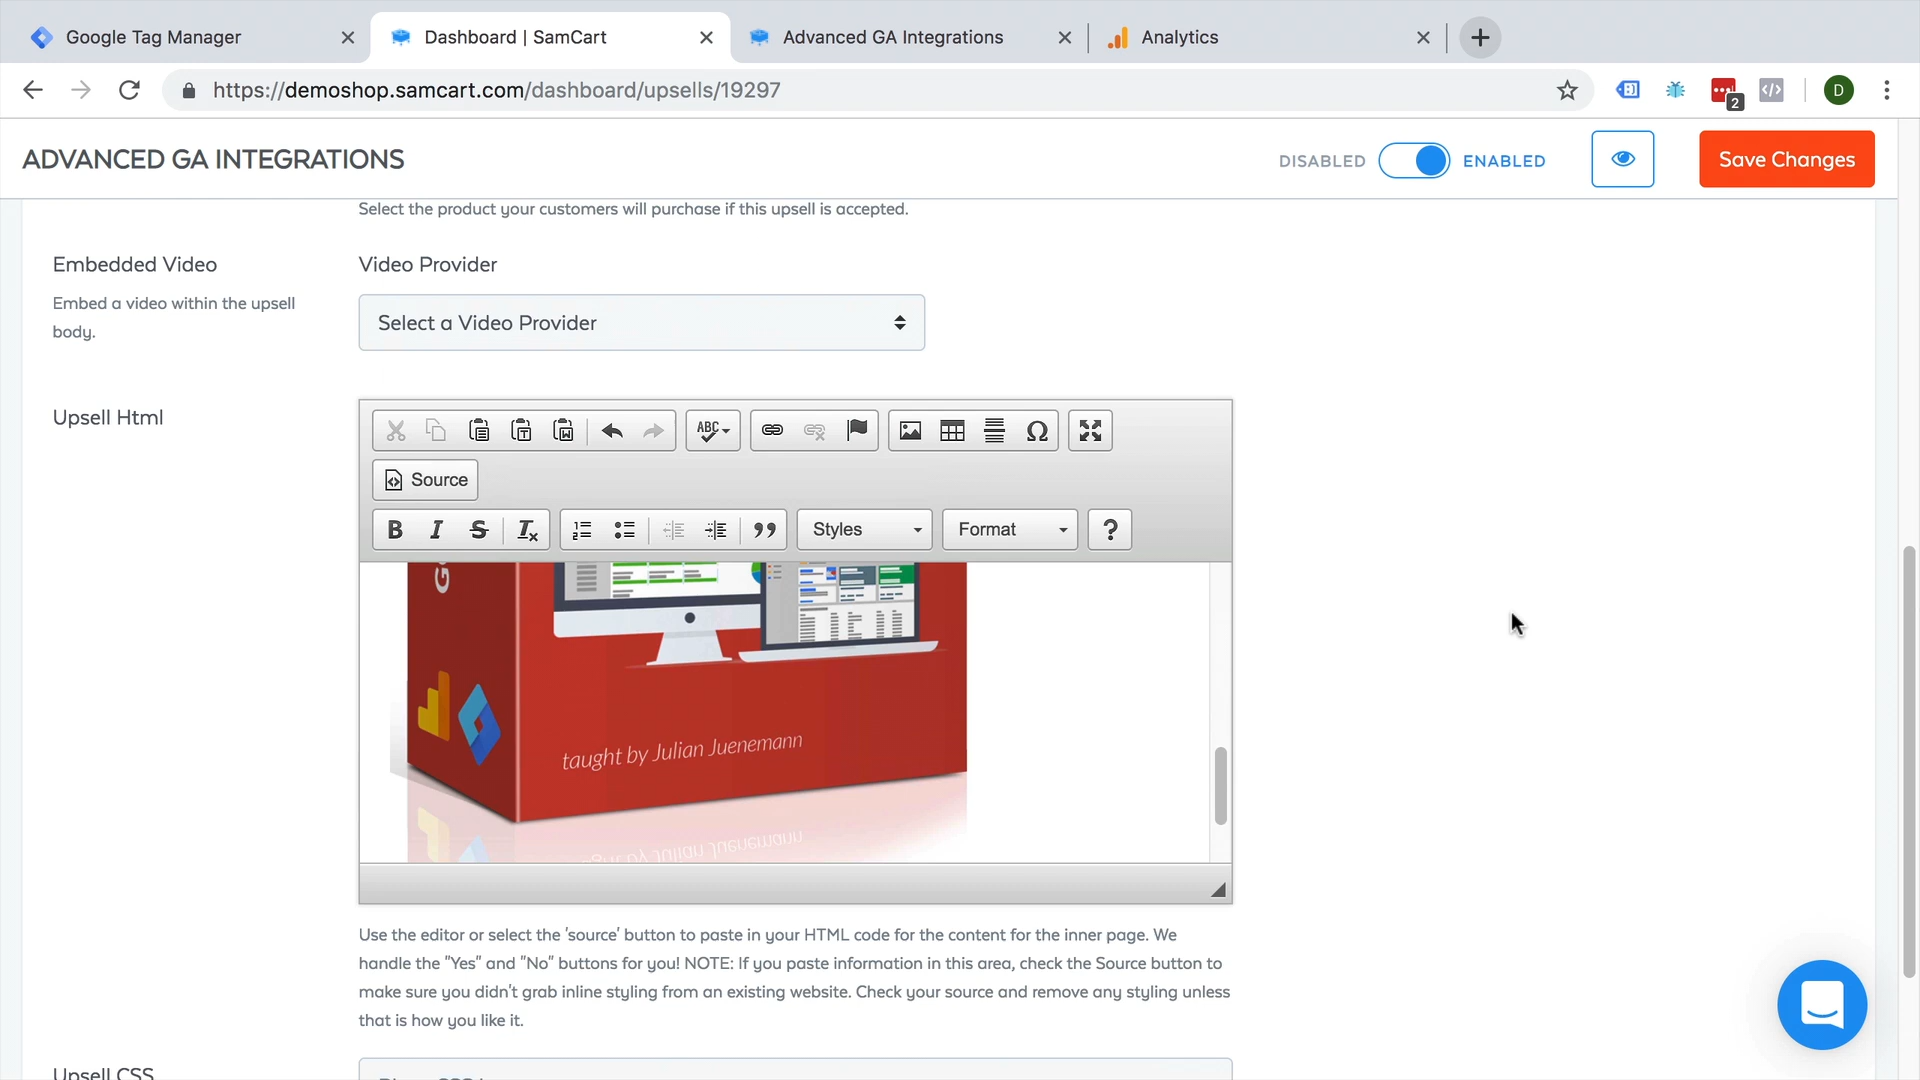 Google Tag Manager
Dashboard | SamCart
Advanced GA Integrations
Analytics
https://demoshop.samcart.com/dashboard/upsells/19297
2
D
ADVANCED GA INTEGRATIONS
DISABLED
ENABLED
Save Changes
Select the product your customers will purchase if this upsell is accepted.
Embedded Video
Video Provider
Embed a video within the upsell
body.
Select a Video Provider
Upsell Html
ABC
Source
B I S Ix
Styles
Format
?
taught by Julian Juenemann
Use the editor or select the 'source' button to paste in your HTML code for the content for the inner page. We
handle the "Yes" and "No" buttons for you! NOTE: If you paste information in this area, check the Source button to
make sure you didn't grab inline styling from an existing website. Check your source and remove any styling unless
that is how you like it.
Upsell CSS